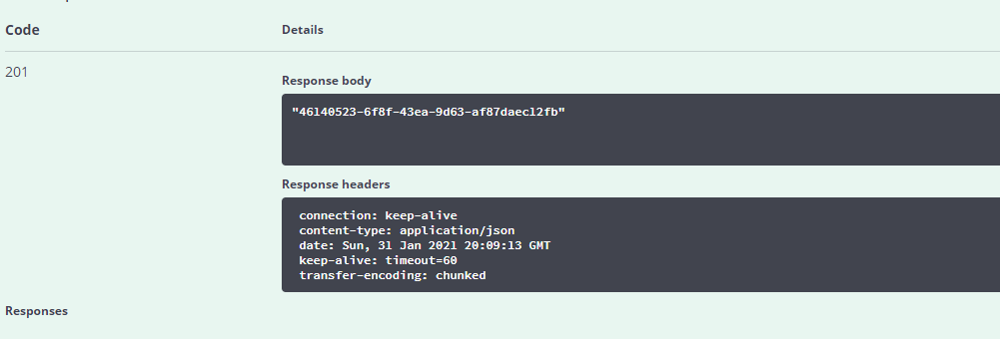 Code Details
201
Response body
"46140523-6f8f-43ea-9d63-af87daec12fb"
Response headers
connection: keep-alive
content-type: application/json
date: Sun, 31 Jan 2021 20:09:13 GMT
keep-alive: timeout=60
transfer-encoding: chunked
Responses